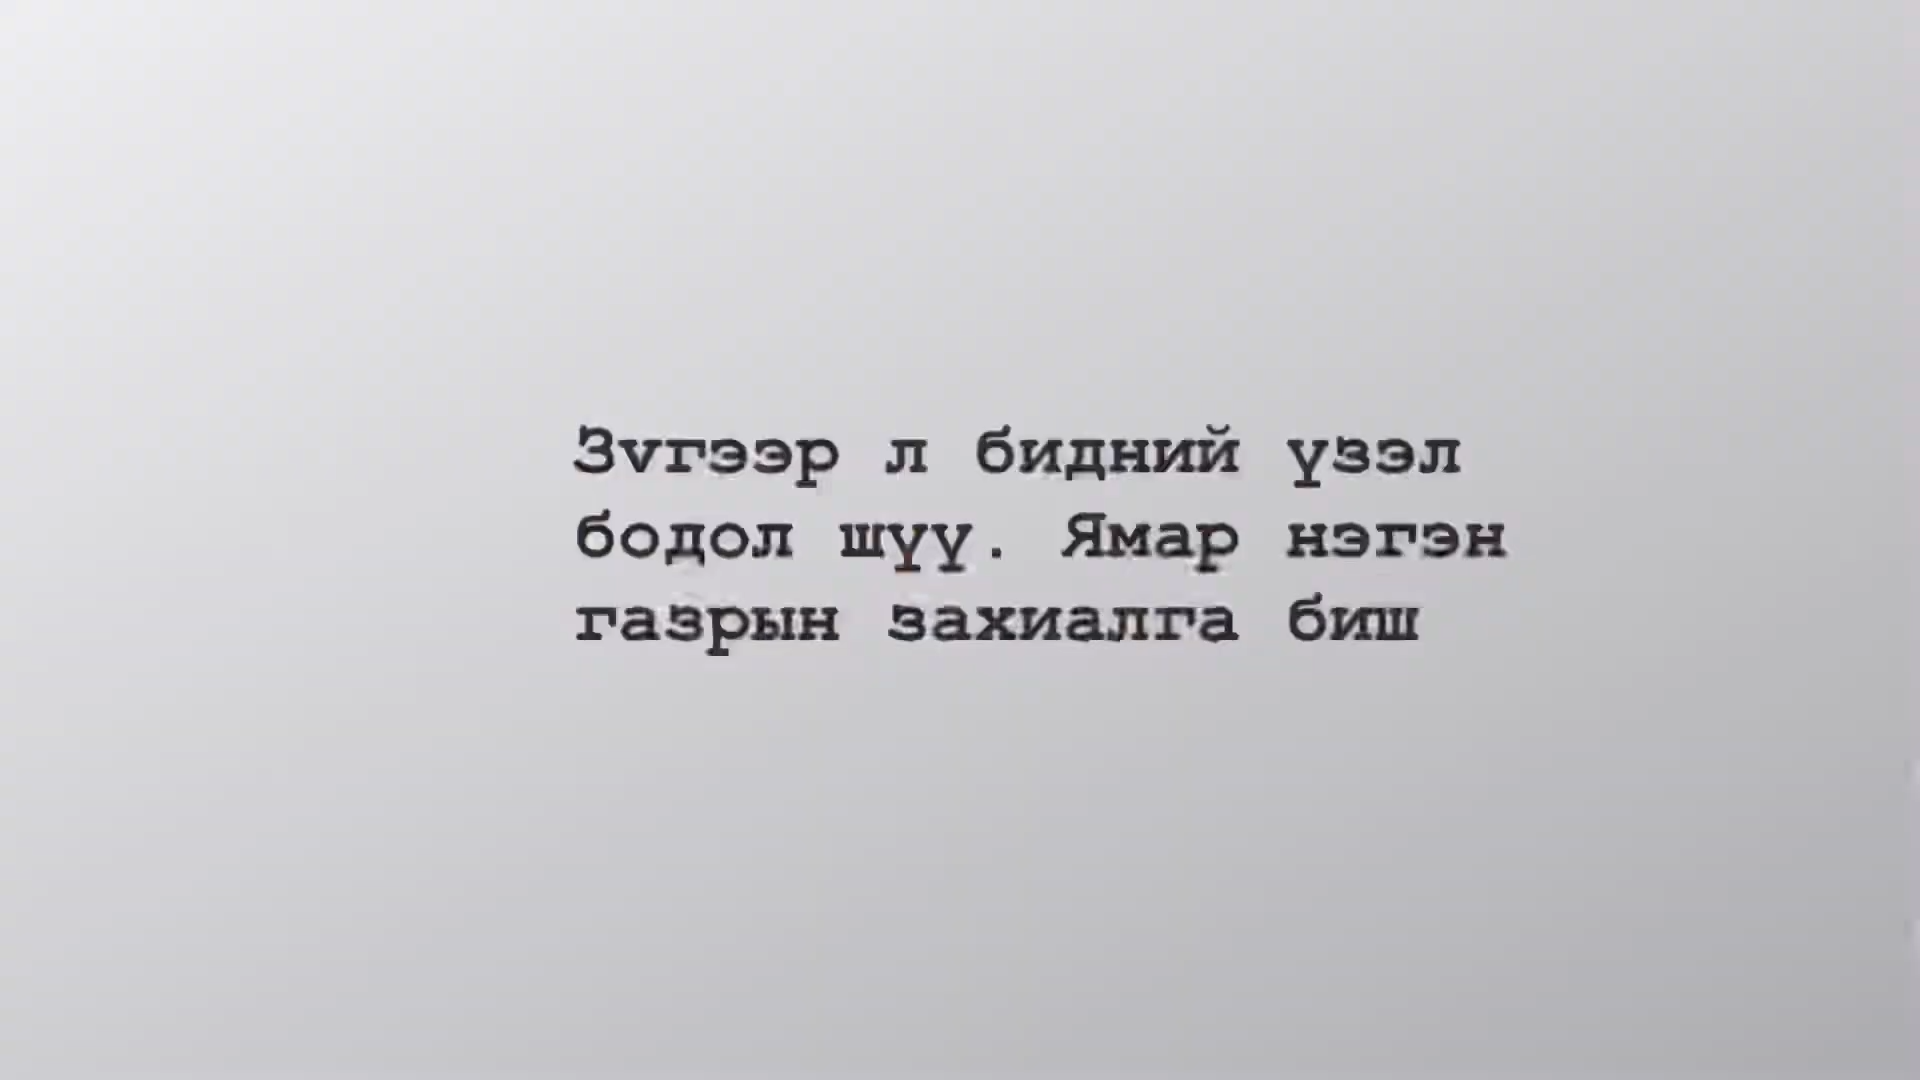 Зvгээр л бидний үзэл
бодол шүү. Ямар нэгэн
газрын захиалга биш